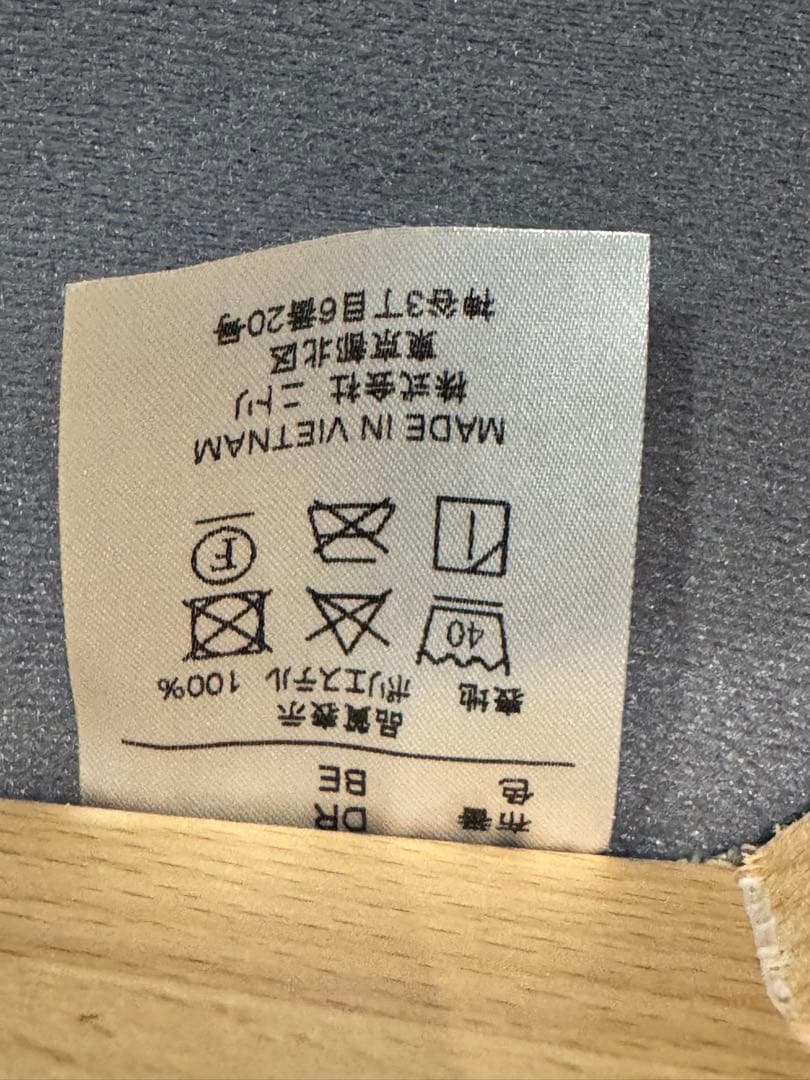 布番 DR
色 BE
品質表示
表地 ポリエステル 100%
40
F
MADE IN VIETNAM
株式会社 ニトリ
東京都北区
神谷3丁目6番20号